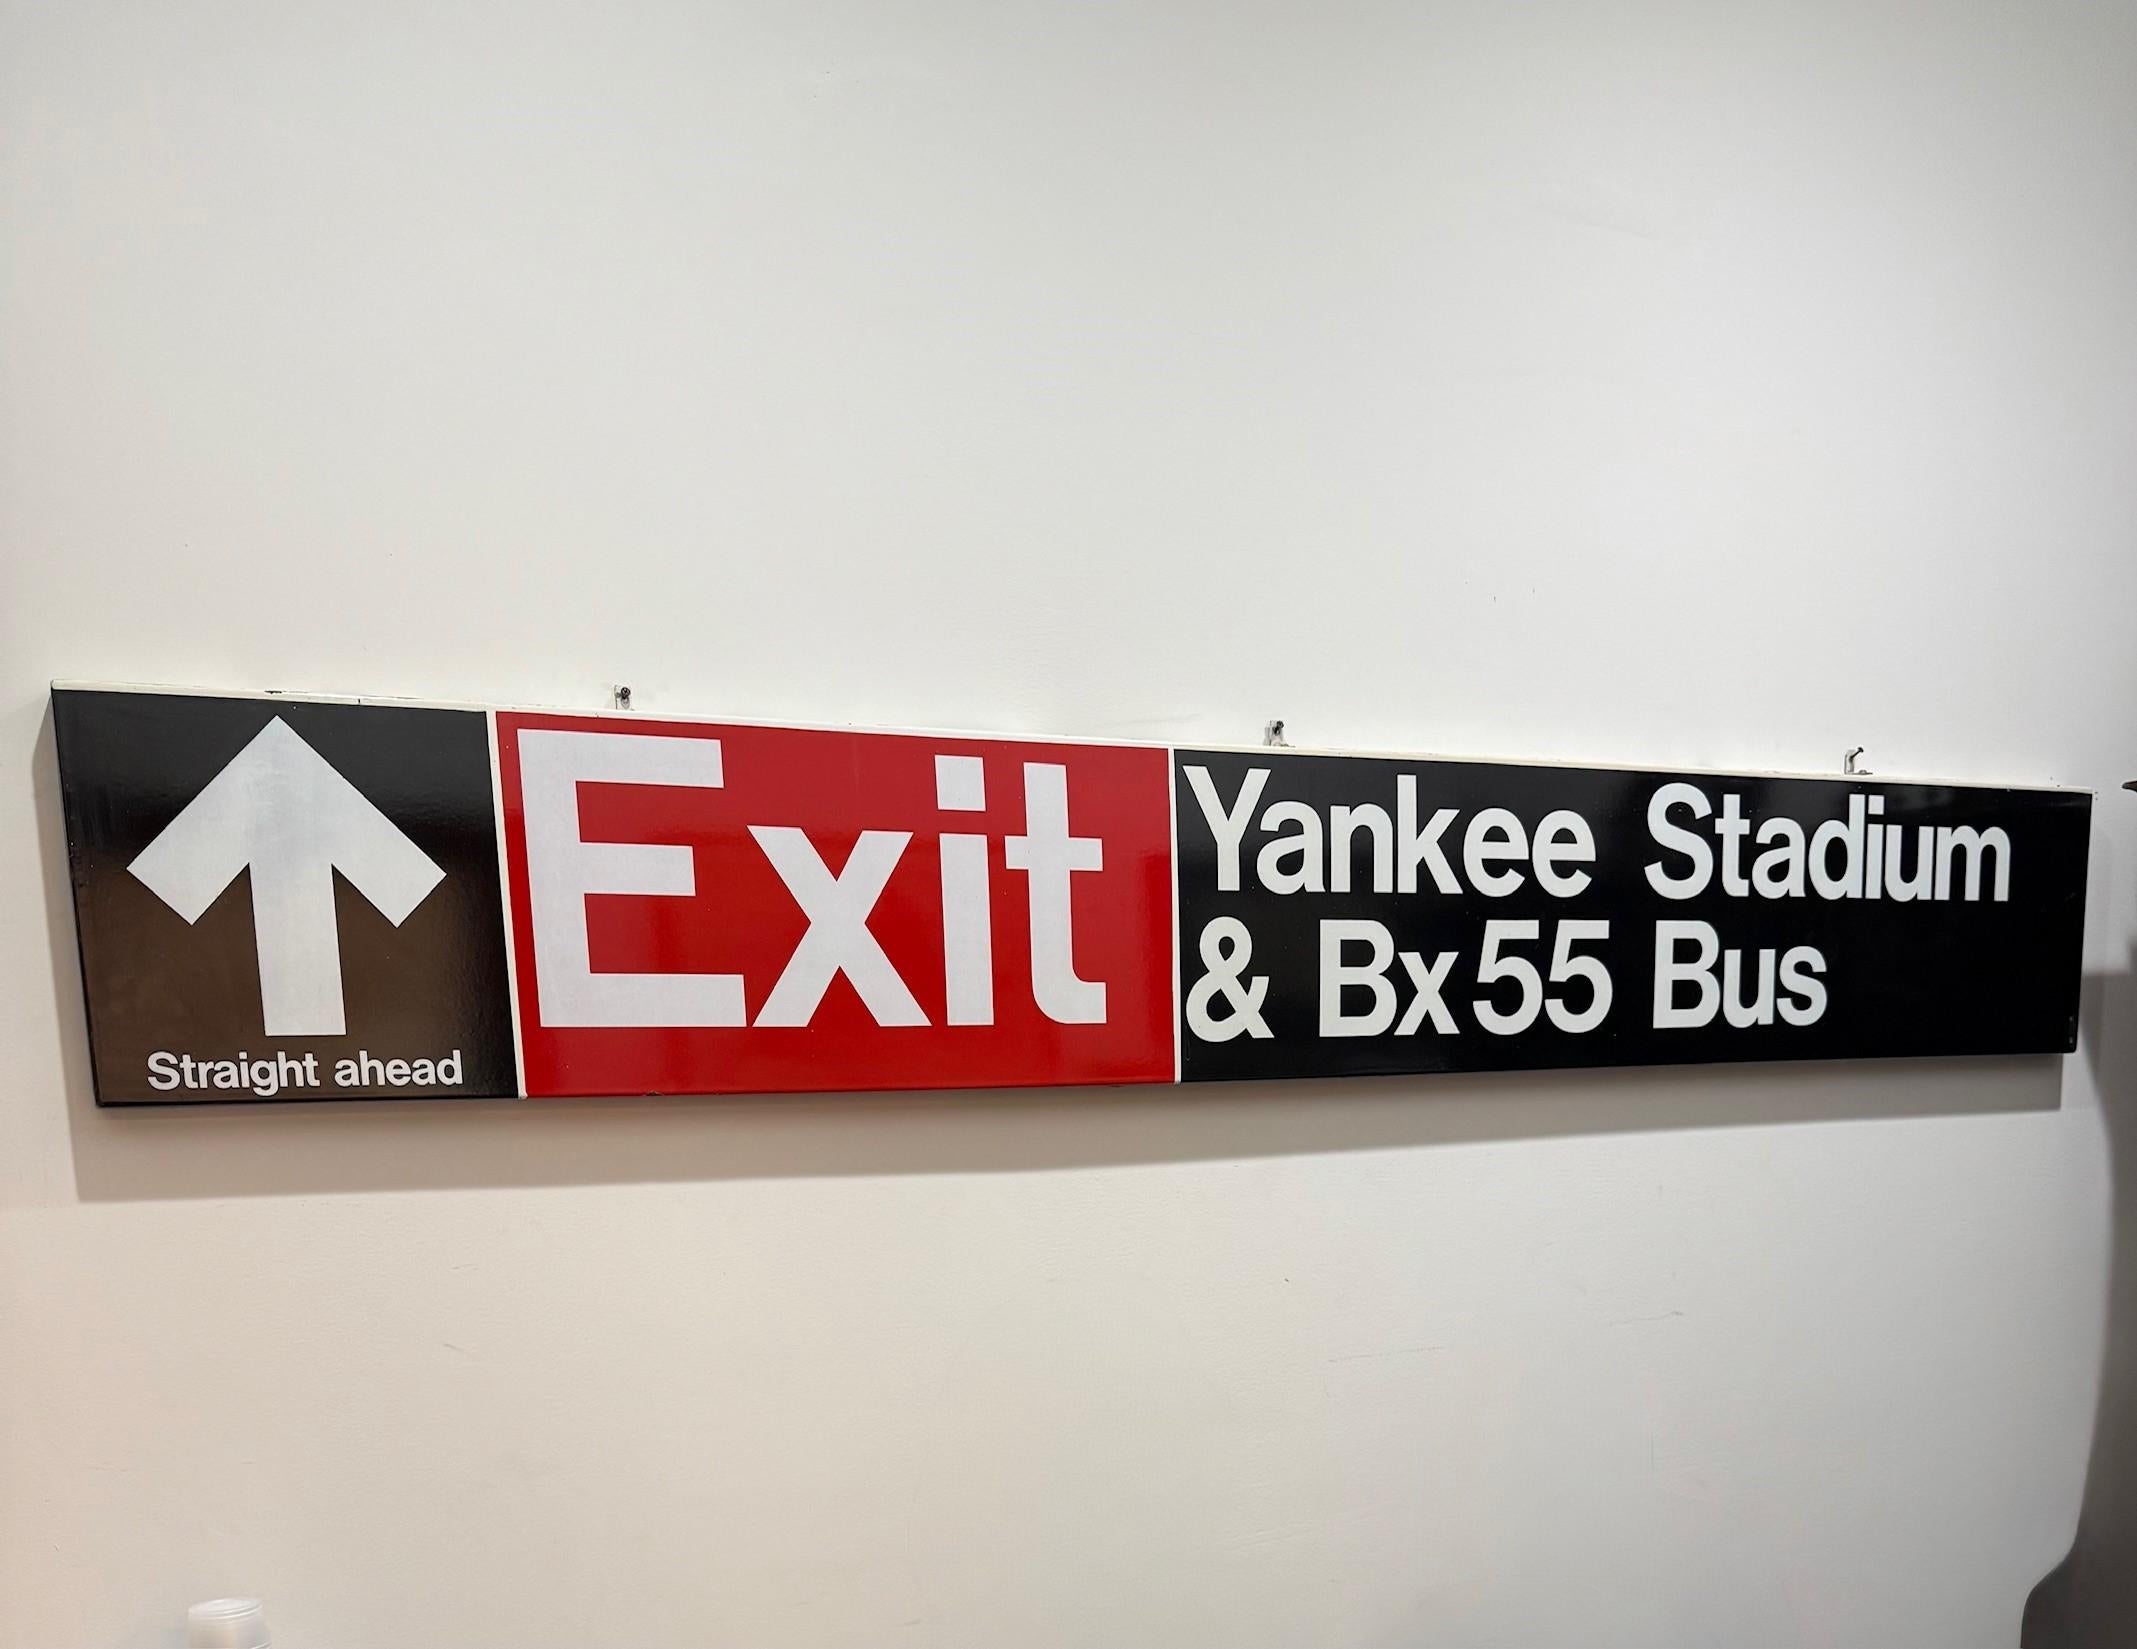 Straight ahead
Exit
Yankee Stadium
& Bx55 Bus